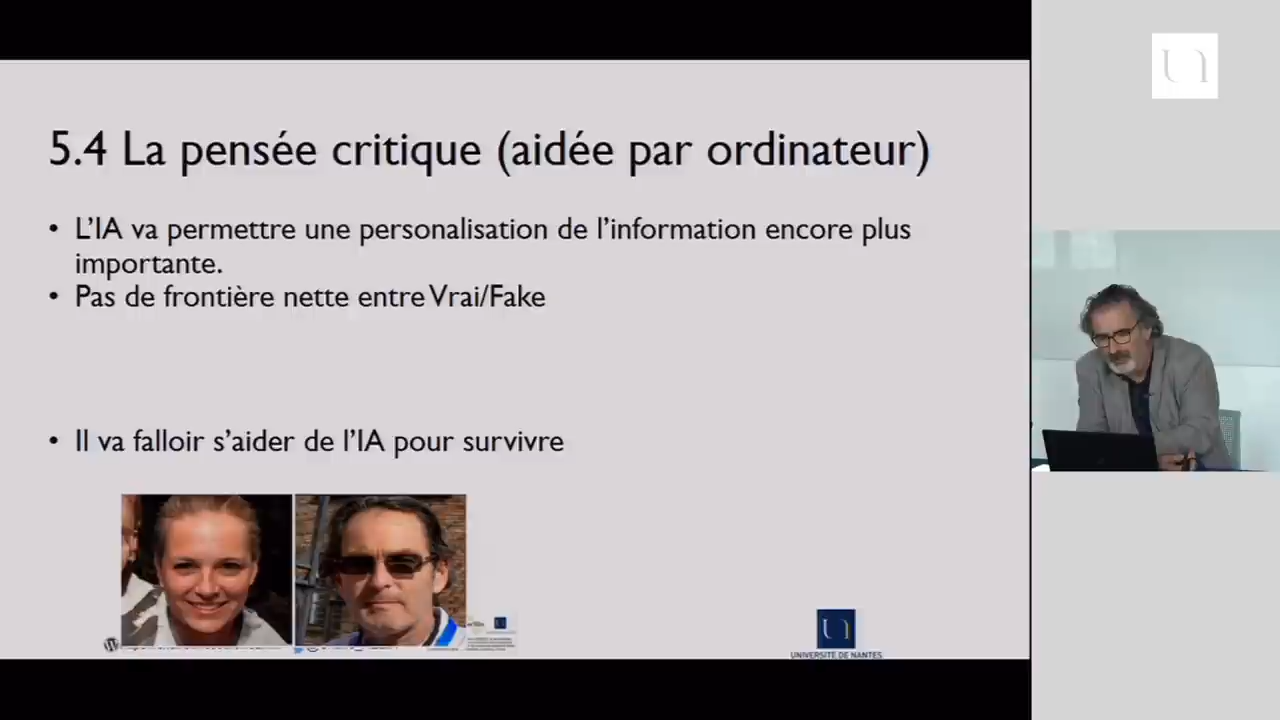 5.4 La pensée critique (aidée par ordinateur)
• L'IA va permettre une personalisation de l'information encore plus
importante.
• Pas de frontière nette entre Vrai/Fake
• Il va falloir s'aider de l'IA pour survivre
UNIVERSITÉ DE NANTES